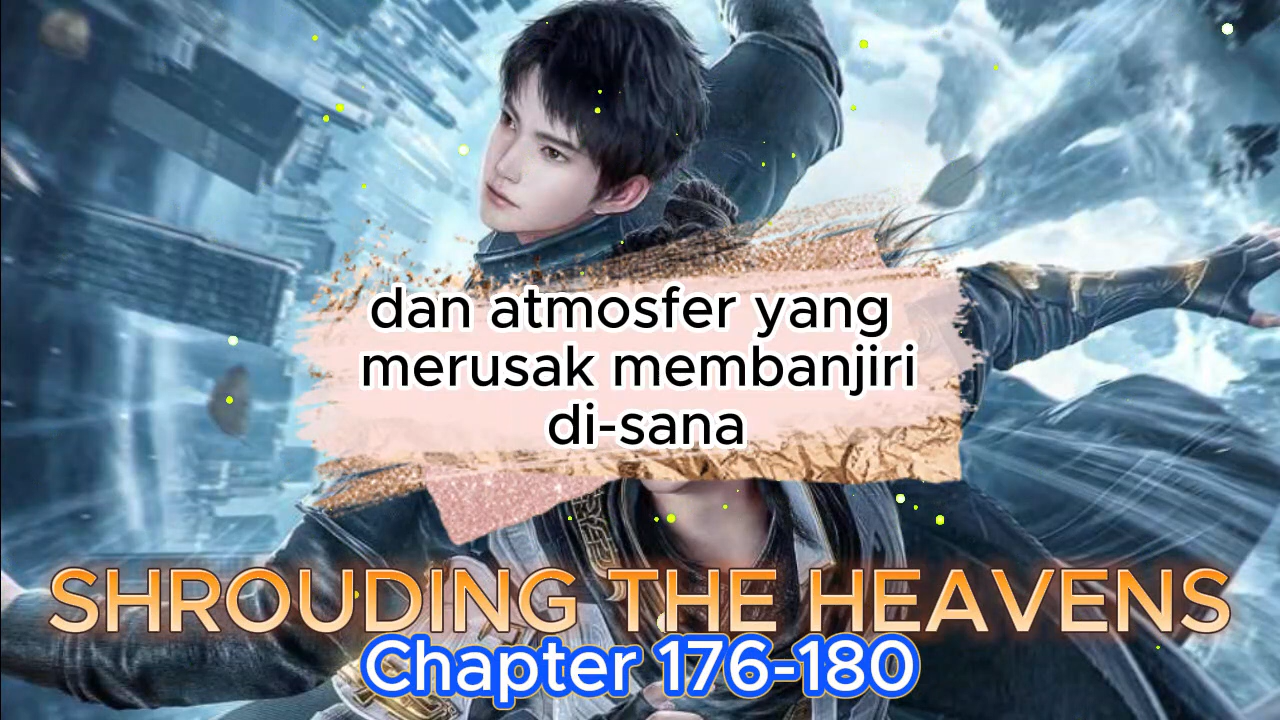 dan atmosfer yang
merusak membanjiri
di-sana
SHROUDING THE HEAVENS
Chapter 176-180